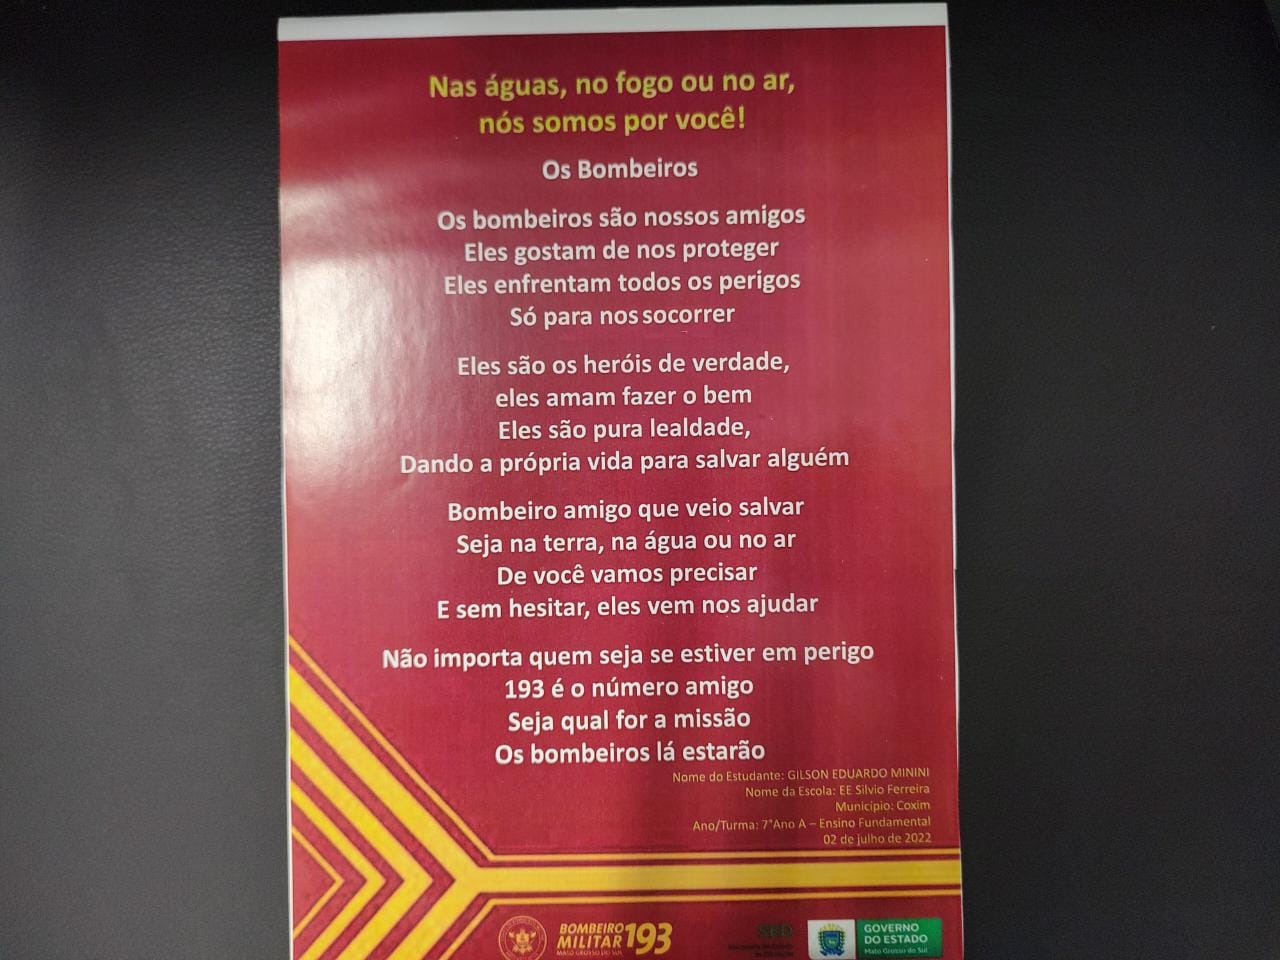 Nas águas, no fogo ou no ar,
nós somos por você!
Os Bombeiros
Os bombeiros são nossos amigos
Eles gostam de nos proteger
Eles enfrentam todos os perigos
Só para nos socorrer
Eles são os heróis de verdade,
eles amam fazer o bem
Eles são pura lealdade,
Dando a própria vida para salvar alguém
Bombeiro amigo que veio salvar
Seja na terra, na água ou no ar
De você vamos precisar
E sem hesitar, eles vem nos ajudar
Não importa quem seja se estiver em perigo
193 é o número amigo
Seja qual for a missão
Os bombeiros lá estarão
Nome do Estudante: GILSON EDUARDO MININI
Nome da Escola: EE Silvio Ferreira
Município: Coxim
Ano/Turma: 7°Ano A – Ensino Fundamental
02 de julho de 2022
BOMBEIRO
MILITAR 193
MATO GROSSO DO SUL
SED
Secretaria de Estado
de Educação
GOVERNO
DO ESTADO
Mato Grosso do Sul